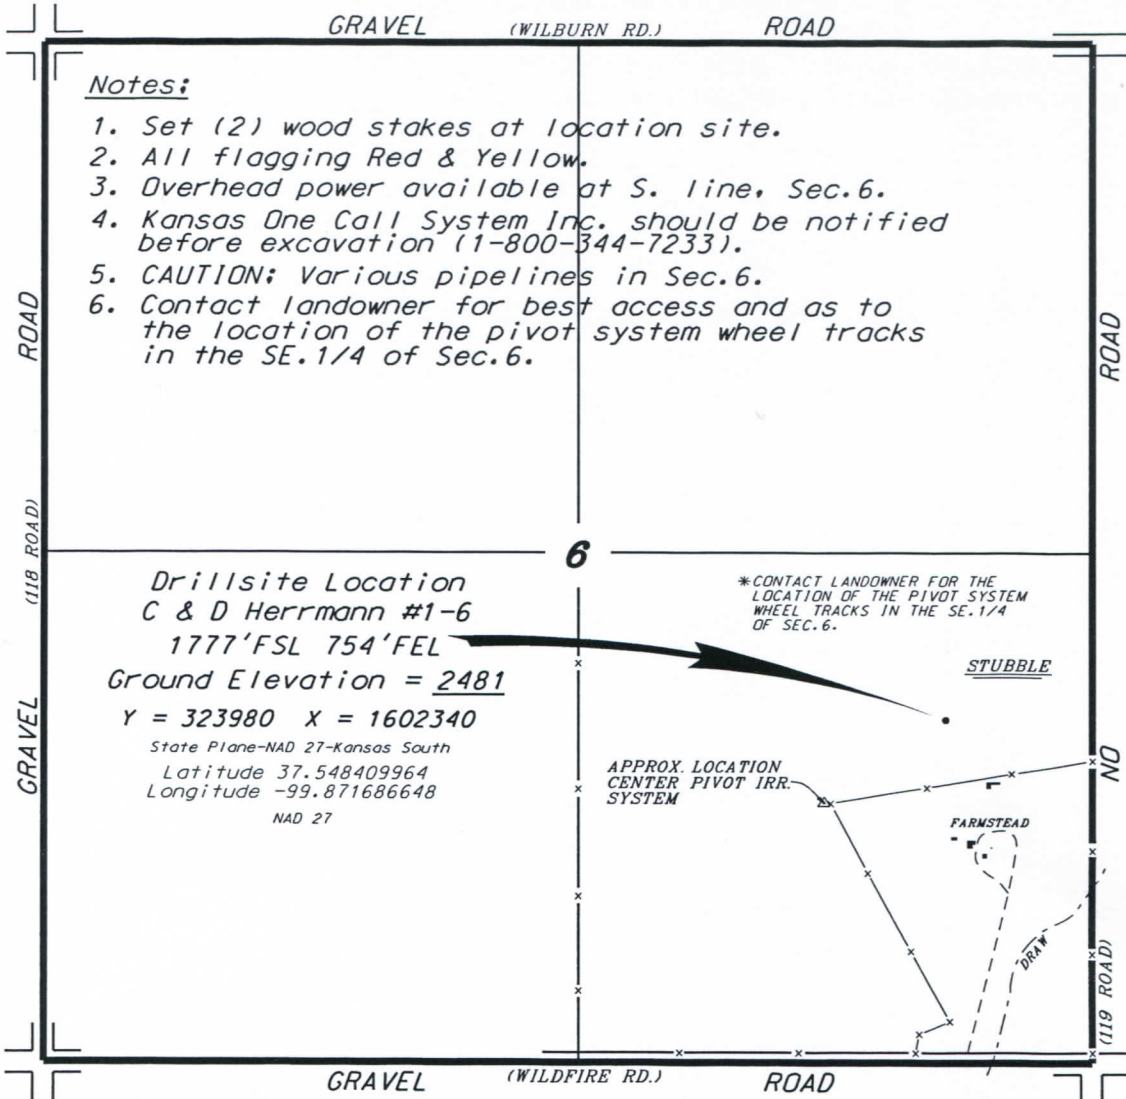 GRAVEL (WILBURN RD.) ROAD
Notes:
1. Set (2) wood stakes at location site.
2. All flagging Red & Yellow.
3. Overhead power available at S. line, Sec.6.
4. Kansas One Call System Inc. should be notified
before excavation (1-800-344-7233).
5. CAUTION: Various pipelines in Sec.6.
6. Contact landowner for best access and as to
the location of the pivot system wheel tracks
in the SE.1/4 of Sec.6.
ROAD
(118 ROAD)
GRAVEL
ROAD
NO
(119 ROAD)
6
Drillsite Location
C & D Herrmann #1-6
1777'FSL 754'FEL
Ground Elevation = 2481
Y = 323980 X = 1602340
State Plane-NAD 27-Kansas South
Latitude 37.548409964
Longitude -99.871686648
NAD 27
*CONTACT LANDOWNER FOR THE
LOCATION OF THE PIVOT SYSTEM
WHEEL TRACKS IN THE SE.1/4
OF SEC.6.
STUBBLE
APPROX. LOCATION
CENTER PIVOT IRR.
SYSTEM
FARMSTEAD
DRAW
GRAVEL (WILDFIRE RD.) ROAD